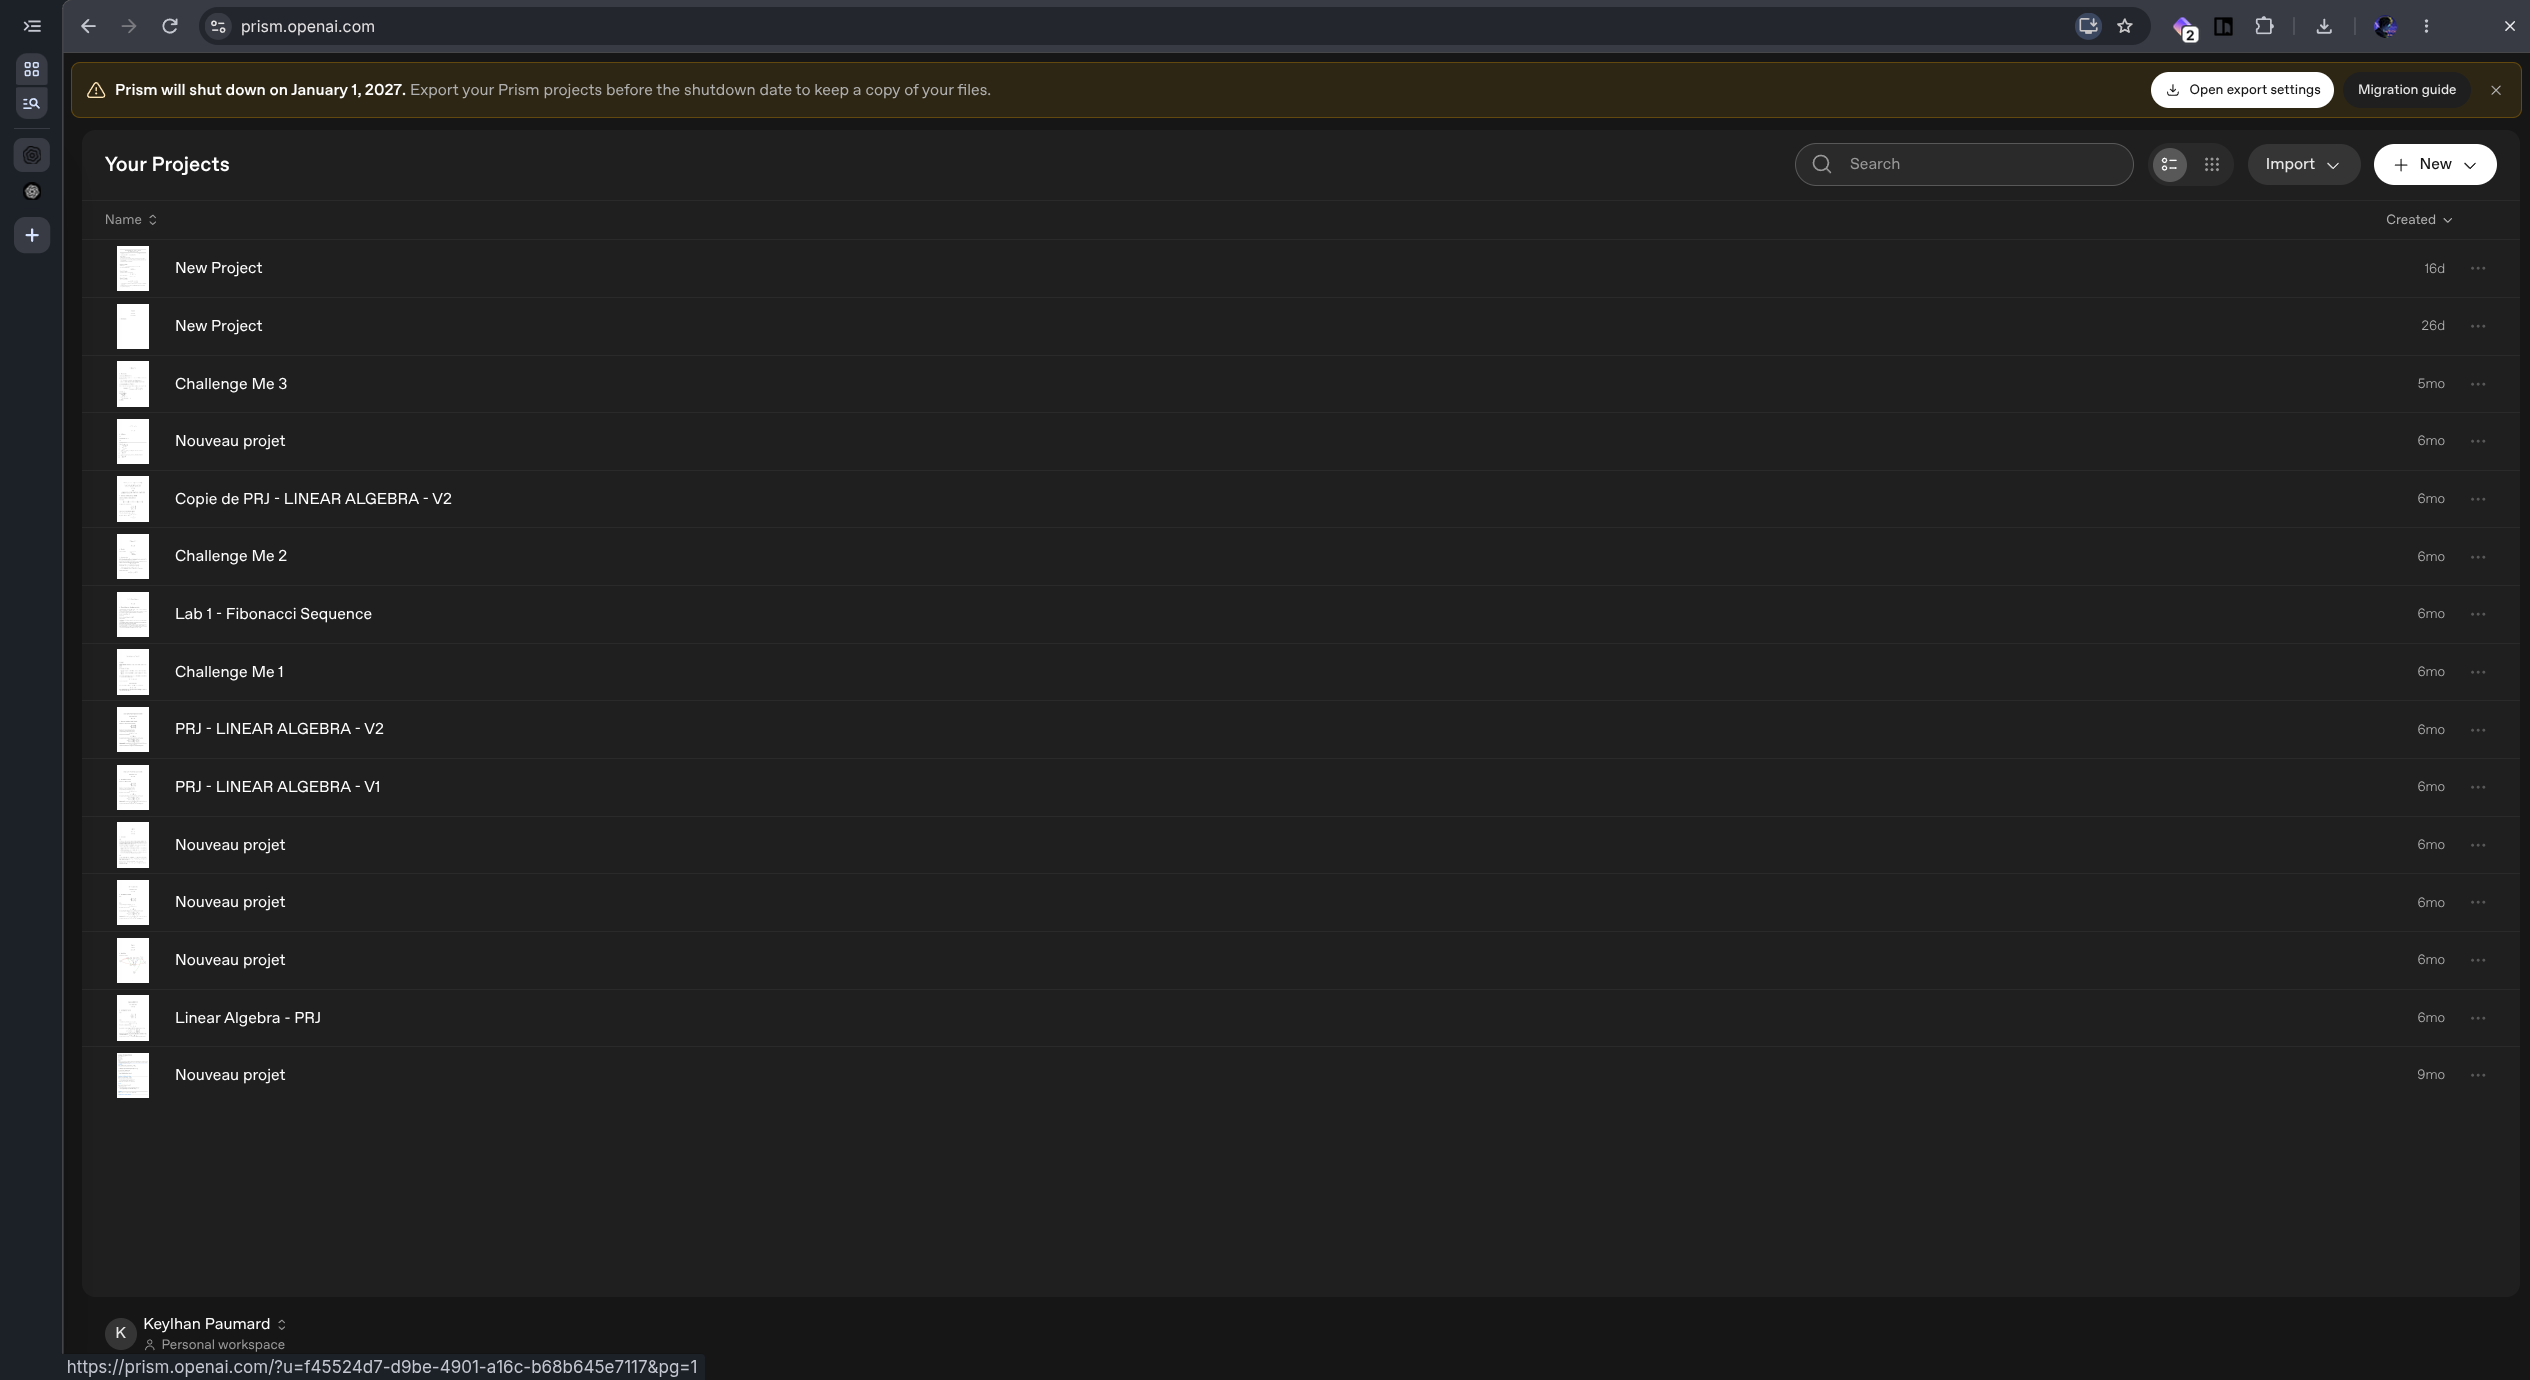 prism.openai.com
2
Prism will shut down on January 1, 2027. Export your Prism projects before the shutdown date to keep a copy of your files.
Open export settings
Migration guide
Your Projects
Search
Import
New
Name
Created
New Project
16d
New Project
26d
Challenge Me 3
5mo
Nouveau projet
6mo
Copie de PRJ - LINEAR ALGEBRA - V2
6mo
Challenge Me 2
6mo
Lab 1 - Fibonacci Sequence
6mo
Challenge Me 1
6mo
PRJ - LINEAR ALGEBRA - V2
6mo
PRJ - LINEAR ALGEBRA - V1
6mo
Nouveau projet
6mo
Nouveau projet
6mo
Nouveau projet
6mo
Linear Algebra - PRJ
6mo
Nouveau projet
9mo
K
Keylhan Paumard
Personal workspace
https://prism.openai.com/?u=f45524d7-d9be-4901-a16c-b68b645e7117&pg=1